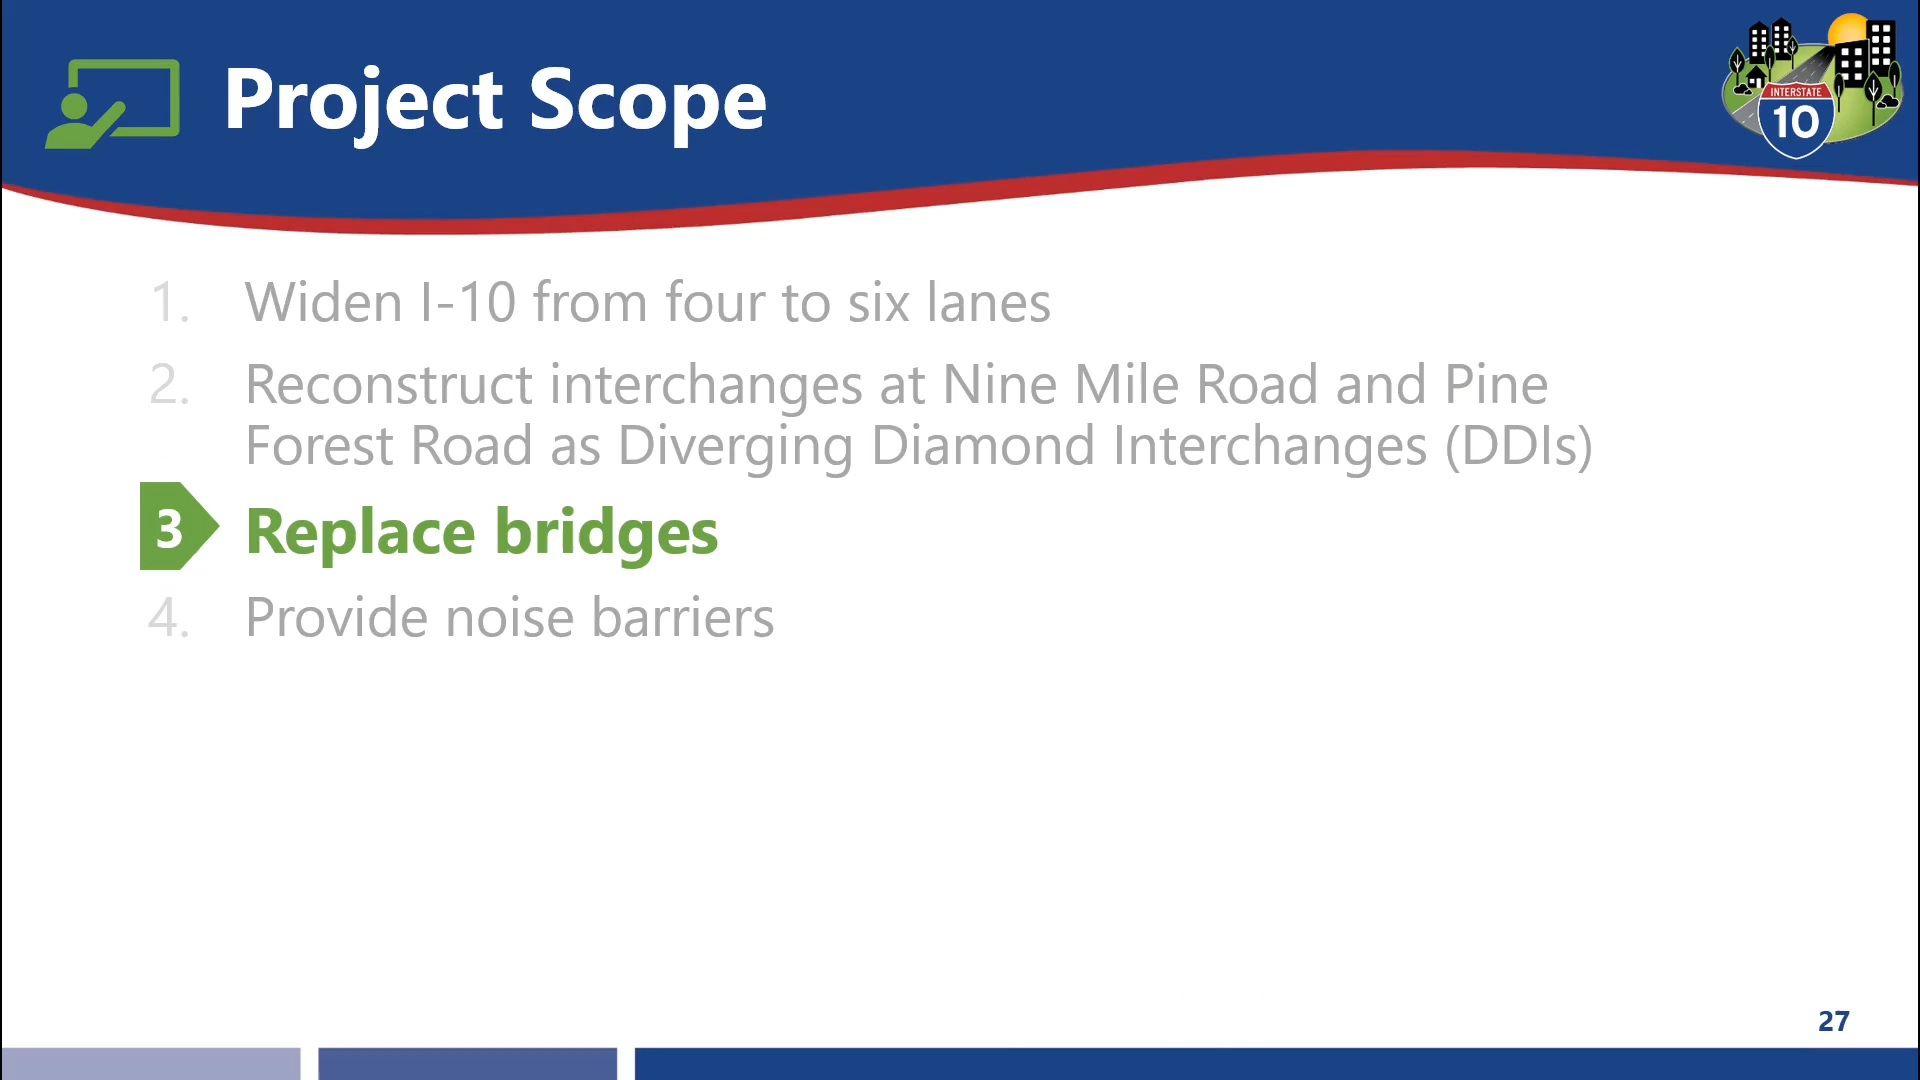 Project Scope
INTERSTATE
10
1. Widen I-10 from four to six lanes
2. Reconstruct interchanges at Nine Mile Road and Pine
Forest Road as Diverging Diamond Interchanges (DDIs)
3 Replace bridges
4. Provide noise barriers
27